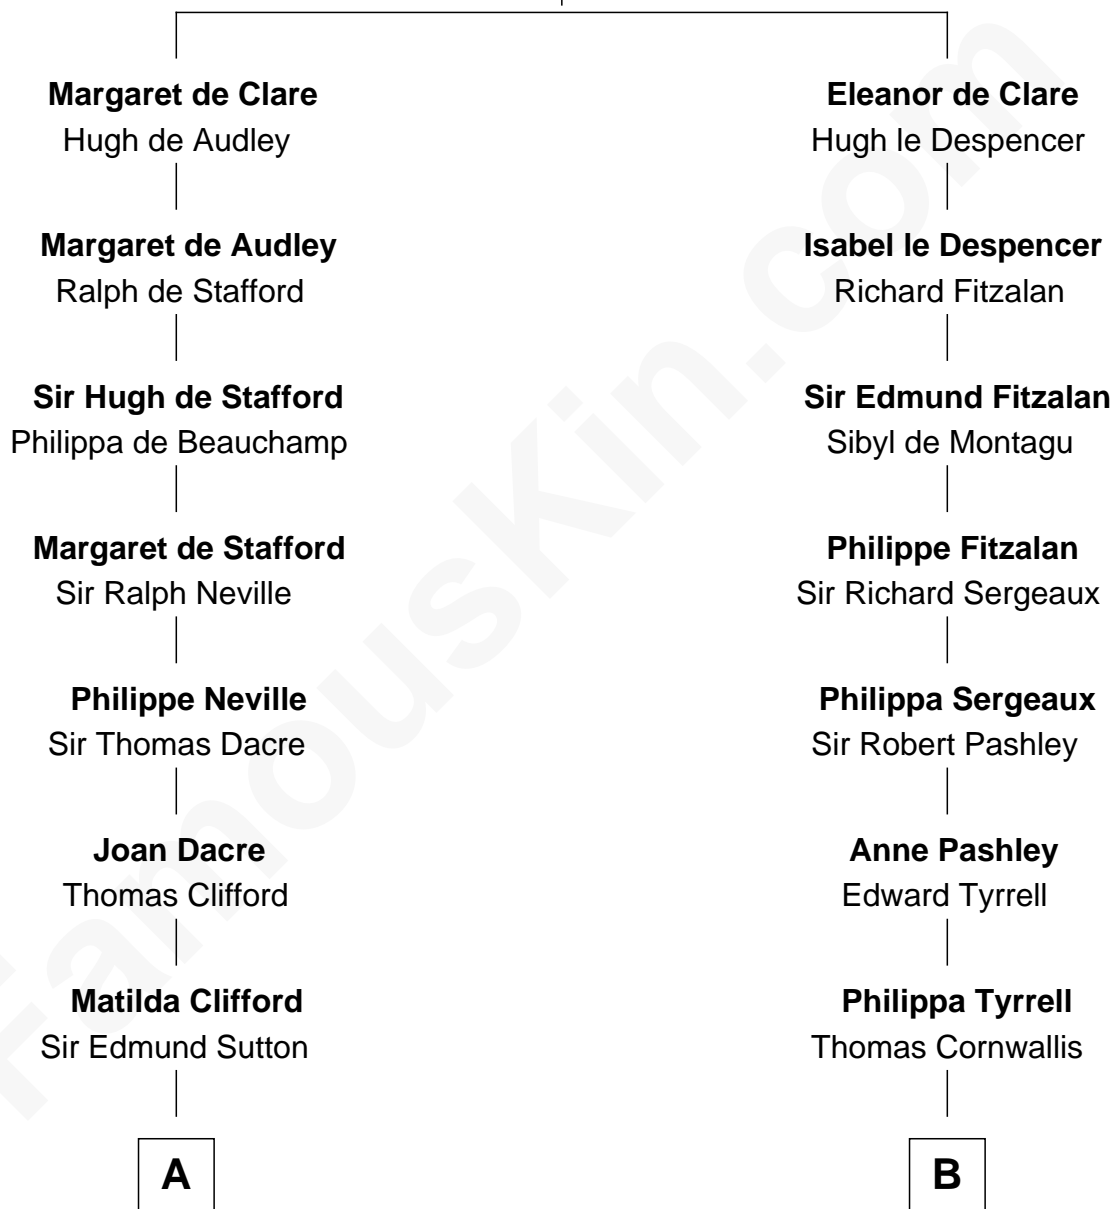 Margaret de Clare
Hugh de Audley
Eleanor de Clare
Hugh le Despencer
Margaret de Audley
Ralph de Stafford
Isabel le Despencer
Richard Fitzalan
Sir Hugh de Stafford
Philippa de Beauchamp
Sir Edmund Fitzalan
Sibyl de Montagu
Margaret de Stafford
Sir Ralph Neville
Philippe Fitzalan
Sir Richard Sergeaux
Philippe Neville
Sir Thomas Dacre
Philippa Sergeaux
Sir Robert Pashley
Joan Dacre
Thomas Clifford
Anne Pashley
Edward Tyrrell
Matilda Clifford
Sir Edmund Sutton
Philippa Tyrrell
Thomas Cornwallis
A
B
FamousKin.com